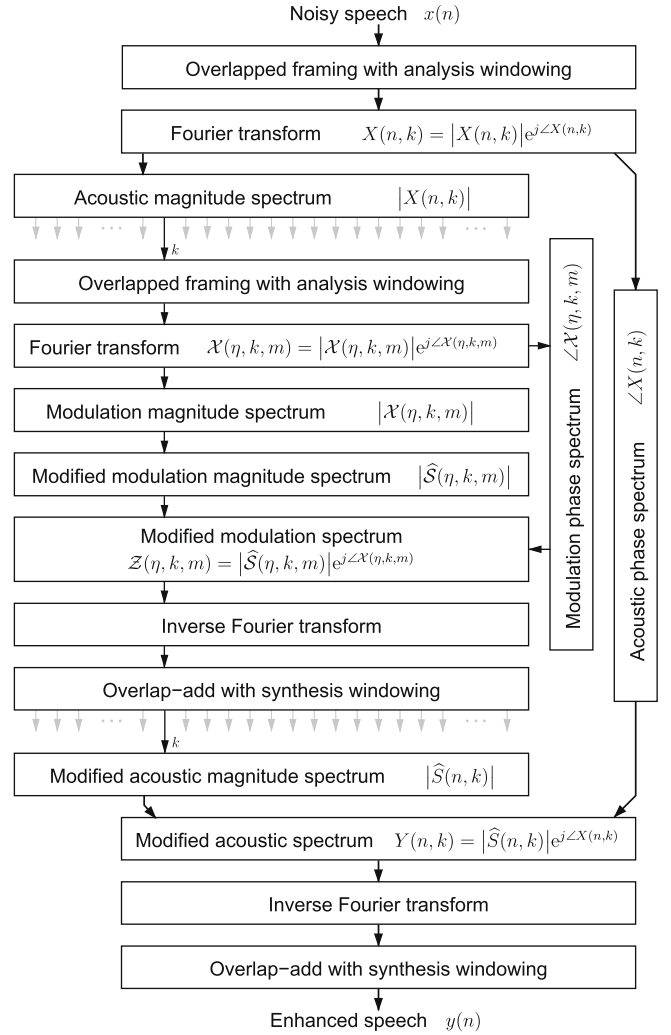 Noisy speech x(n)
Overlapped framing with analysis windowing
Fourier transform X(n, k) = |X(n, k)|e^{j∠X(n,k)}
Acoustic magnitude spectrum |X(n, k)|
... ...
k
Overlapped framing with analysis windowing
Fourier transform 𝒳(η, k, m) = |𝒳(η, k, m)|e^{j∠𝒳(η,k,m)}
Modulation magnitude spectrum |𝒳(η, k, m)|
Modified modulation magnitude spectrum |𝒮̂(η, k, m)|
Modified modulation spectrum
𝒵(η, k, m) = |𝒮̂(η, k, m)|e^{j∠𝒳(η,k,m)}
Inverse Fourier transform
Overlap−add with synthesis windowing
... ...
k
Modified acoustic magnitude spectrum |Ŝ(n, k)|
Modulation phase spectrum ∠𝒳(η, k, m)
Acoustic phase spectrum ∠X(n, k)
Modified acoustic spectrum Y(n, k) = |Ŝ(n, k)|e^{j∠X(n,k)}
Inverse Fourier transform
Overlap−add with synthesis windowing
Enhanced speech y(n)